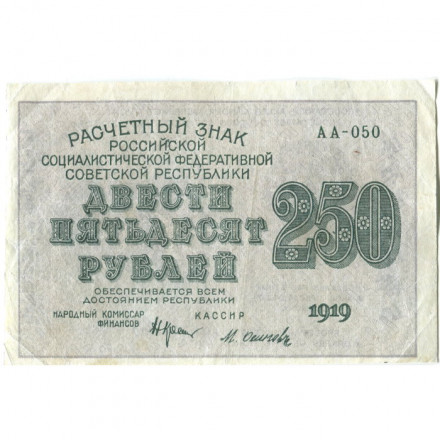 РАСЧЕТНЫЙ ЗНАК
АА-050
РОССИЙСКОЙ
СОЦИАЛИСТИЧЕСКОЙ ФЕДЕРАТИВНОЙ
СОВЕТСКОЙ РЕСПУБЛИКИ
ДВЕСТИ
ПЯТЬДЕСЯТ
РУБЛЕЙ
250
ОБЕСПЕЧИВАЕТСЯ ВСЕМ
ДОСТОЯНИЕМ РЕСПУБЛИКИ
1919
НАРОДНЫЙ КОМИССАР
ФИНАНСОВ
КАССИР